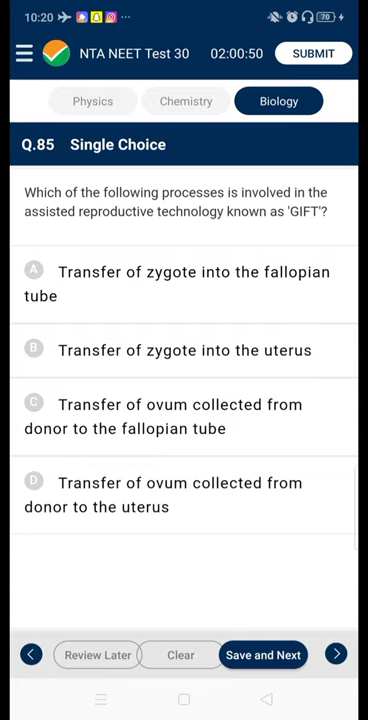 10:20 ... 70
NTA NEET Test 30 02:00:50 SUBMIT
Physics Chemistry Biology
Q.85 Single Choice
Which of the following processes is involved in the
assisted reproductive technology known as 'GIFT'?
A Transfer of zygote into the fallopian
tube
B Transfer of zygote into the uterus
C Transfer of ovum collected from
donor to the fallopian tube
D Transfer of ovum collected from
donor to the uterus
Review Later Clear Save and Next